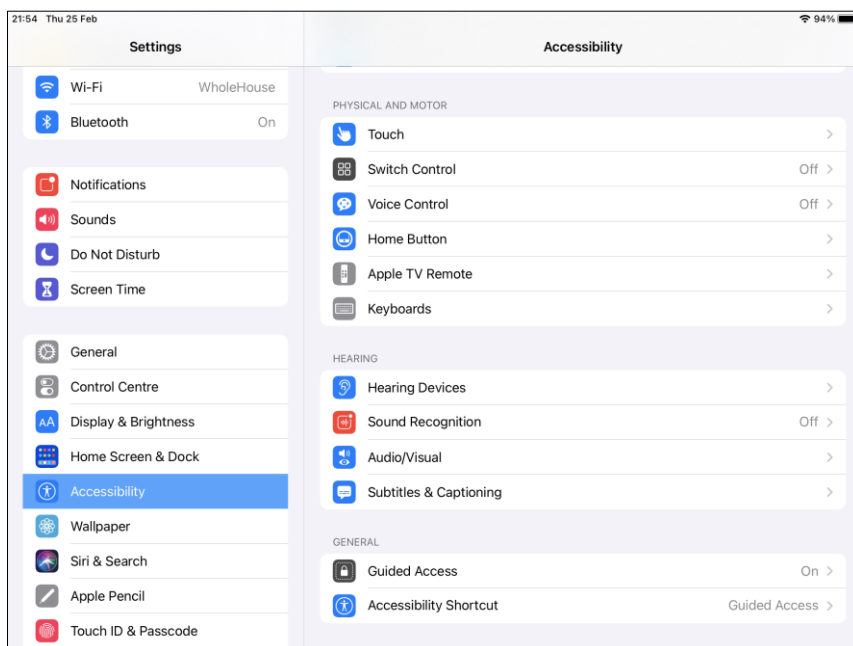 21:54 Thu 25 Feb
94%
Settings
Wi-Fi WholeHouse
Bluetooth On
Notifications
Sounds
Do Not Disturb
Screen Time
General
Control Centre
AA Display & Brightness
Home Screen & Dock
Accessibility
Wallpaper
Siri & Search
Apple Pencil
Touch ID & Passcode
Accessibility
PHYSICAL AND MOTOR
Touch
Switch Control Off
Voice Control Off
Home Button
Apple TV Remote
Keyboards
HEARING
Hearing Devices
Sound Recognition Off
Audio/Visual
Subtitles & Captioning
GENERAL
Guided Access On
Accessibility Shortcut Guided Access